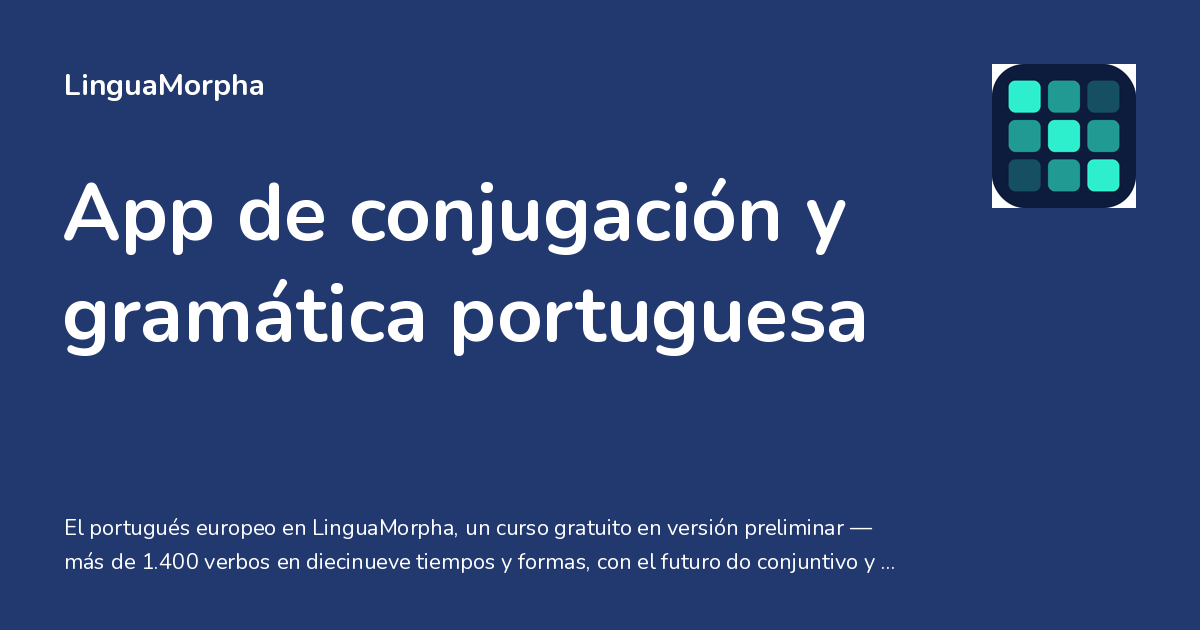 LinguaMorpha
App de conjugación y
gramática portuguesa
El portugués europeo en LinguaMorpha, un curso gratuito en versión preliminar —
más de 1.400 verbos en diecinueve tiempos y formas, con el futuro do conjuntivo y ...